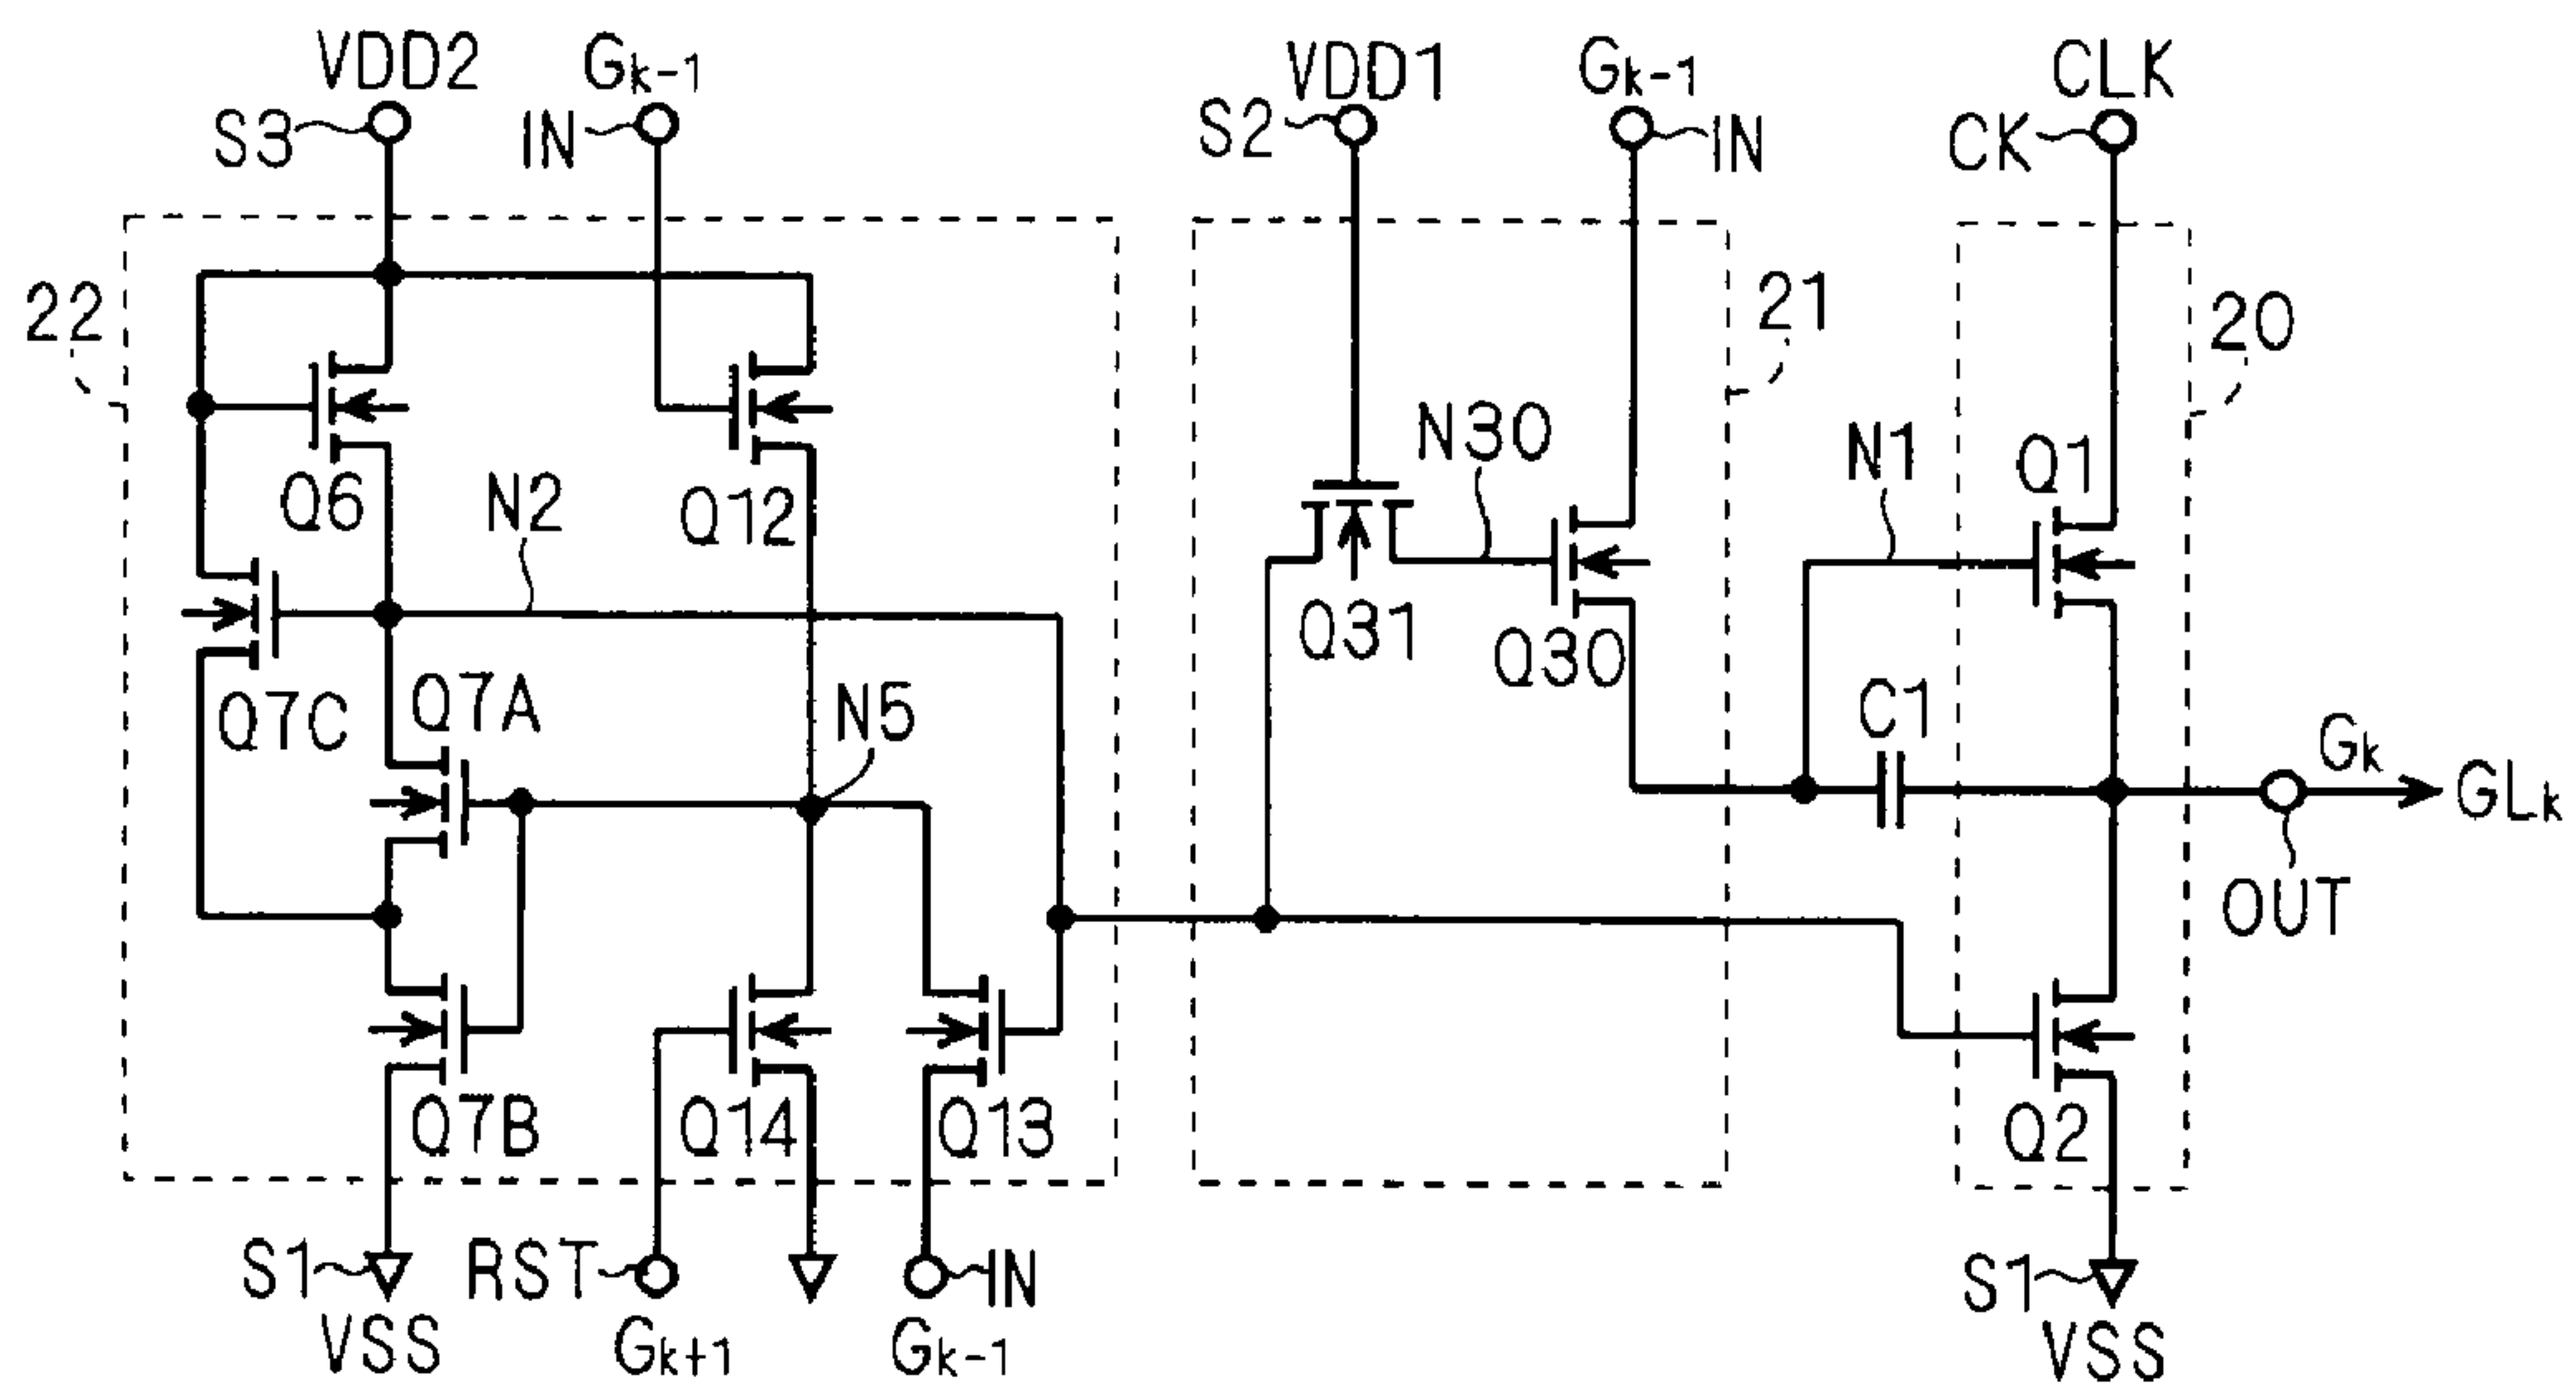 VDD2
Gk-1
VDD1
Gk-1
CLK
S3
IN
S2
IN
CK
22
21
20
Q6
N2
Q12
N30
N1
Q1
Q31
Q30
Q7C
Q7A
N5
C1
Gk
GLk
OUT
Q7B
Q14
Q13
Q2
S1
RST
IN
S1
VSS
Gk+1
Gk-1
VSS